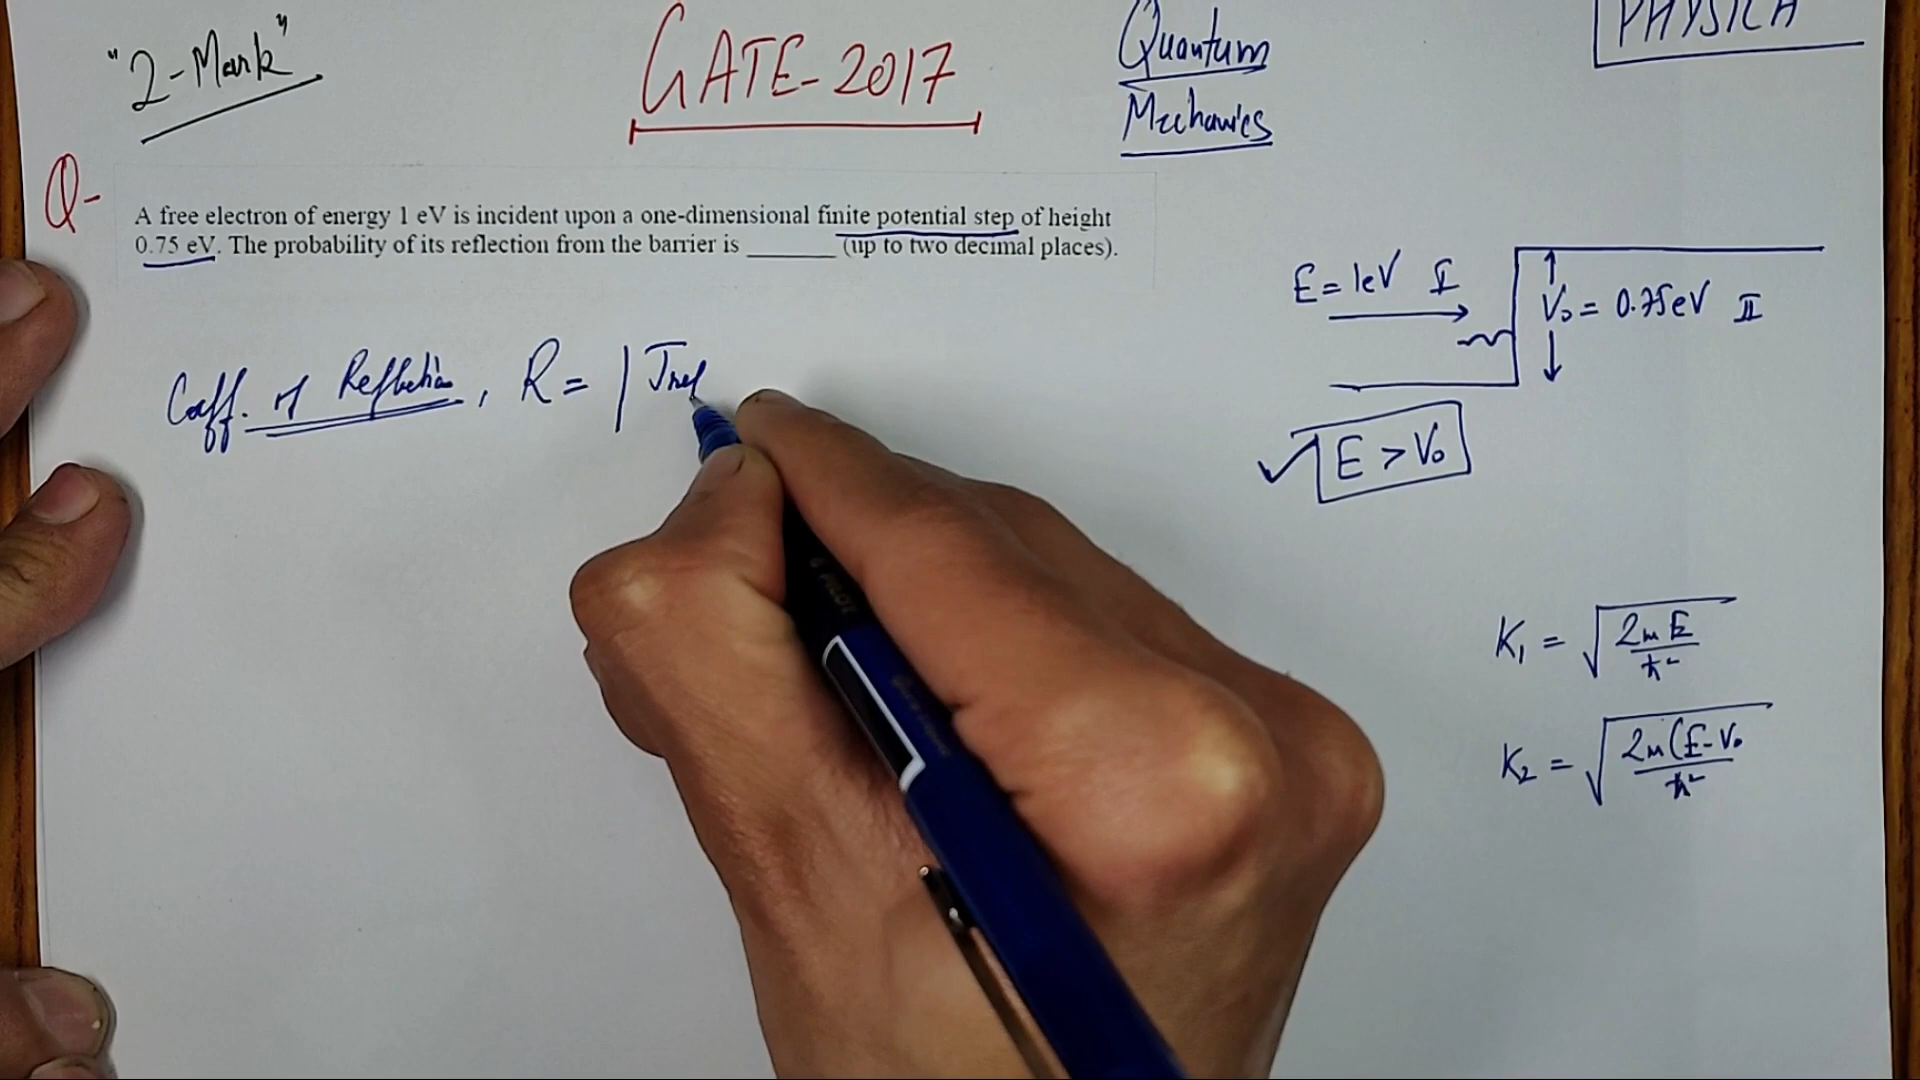 "2-Mark"
GATE-2017
Quantum
Mechanics
PHYSICA
Q-
A free electron of energy 1 eV is incident upon a one-dimensional finite potential step of height
0.75 eV. The probability of its reflection from the barrier is _______ (up to two decimal places).
E = 1eV I
V₀ = 0.75eV II
Coff. of Reflection, R = | Jref
E > V₀
K₁ = √(2mE/ħ²)
K₂ = √(2m(E-V₀/ħ²)